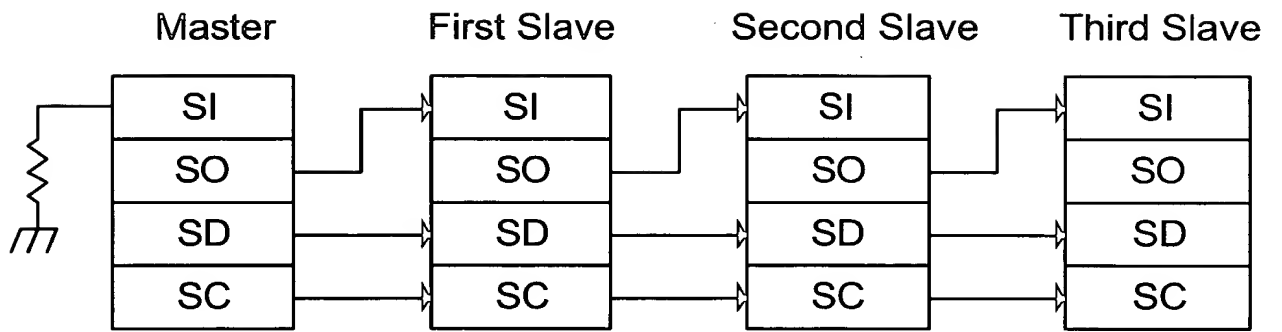 Master First Slave Second Slave Third Slave
SI SI SI SI
SO SO SO SO
SD SD SD SD
SC SC SC SC